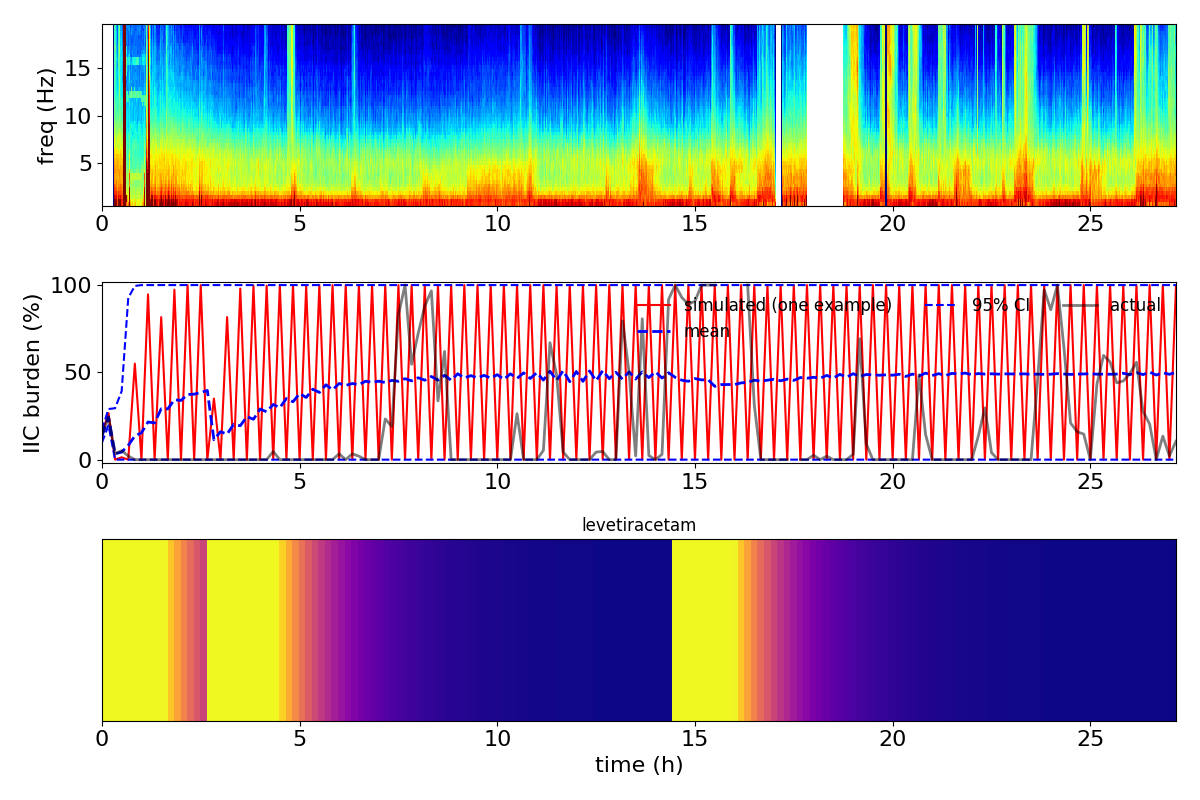 freq (Hz)
15
10
5
0 5 10 15 20 25
IIC burden (%)
100
50
0
simulated (one example) 95% CI actual
mean
0 5 10 15 20 25
levetiracetam
0 5 10 15 20 25
time (h)